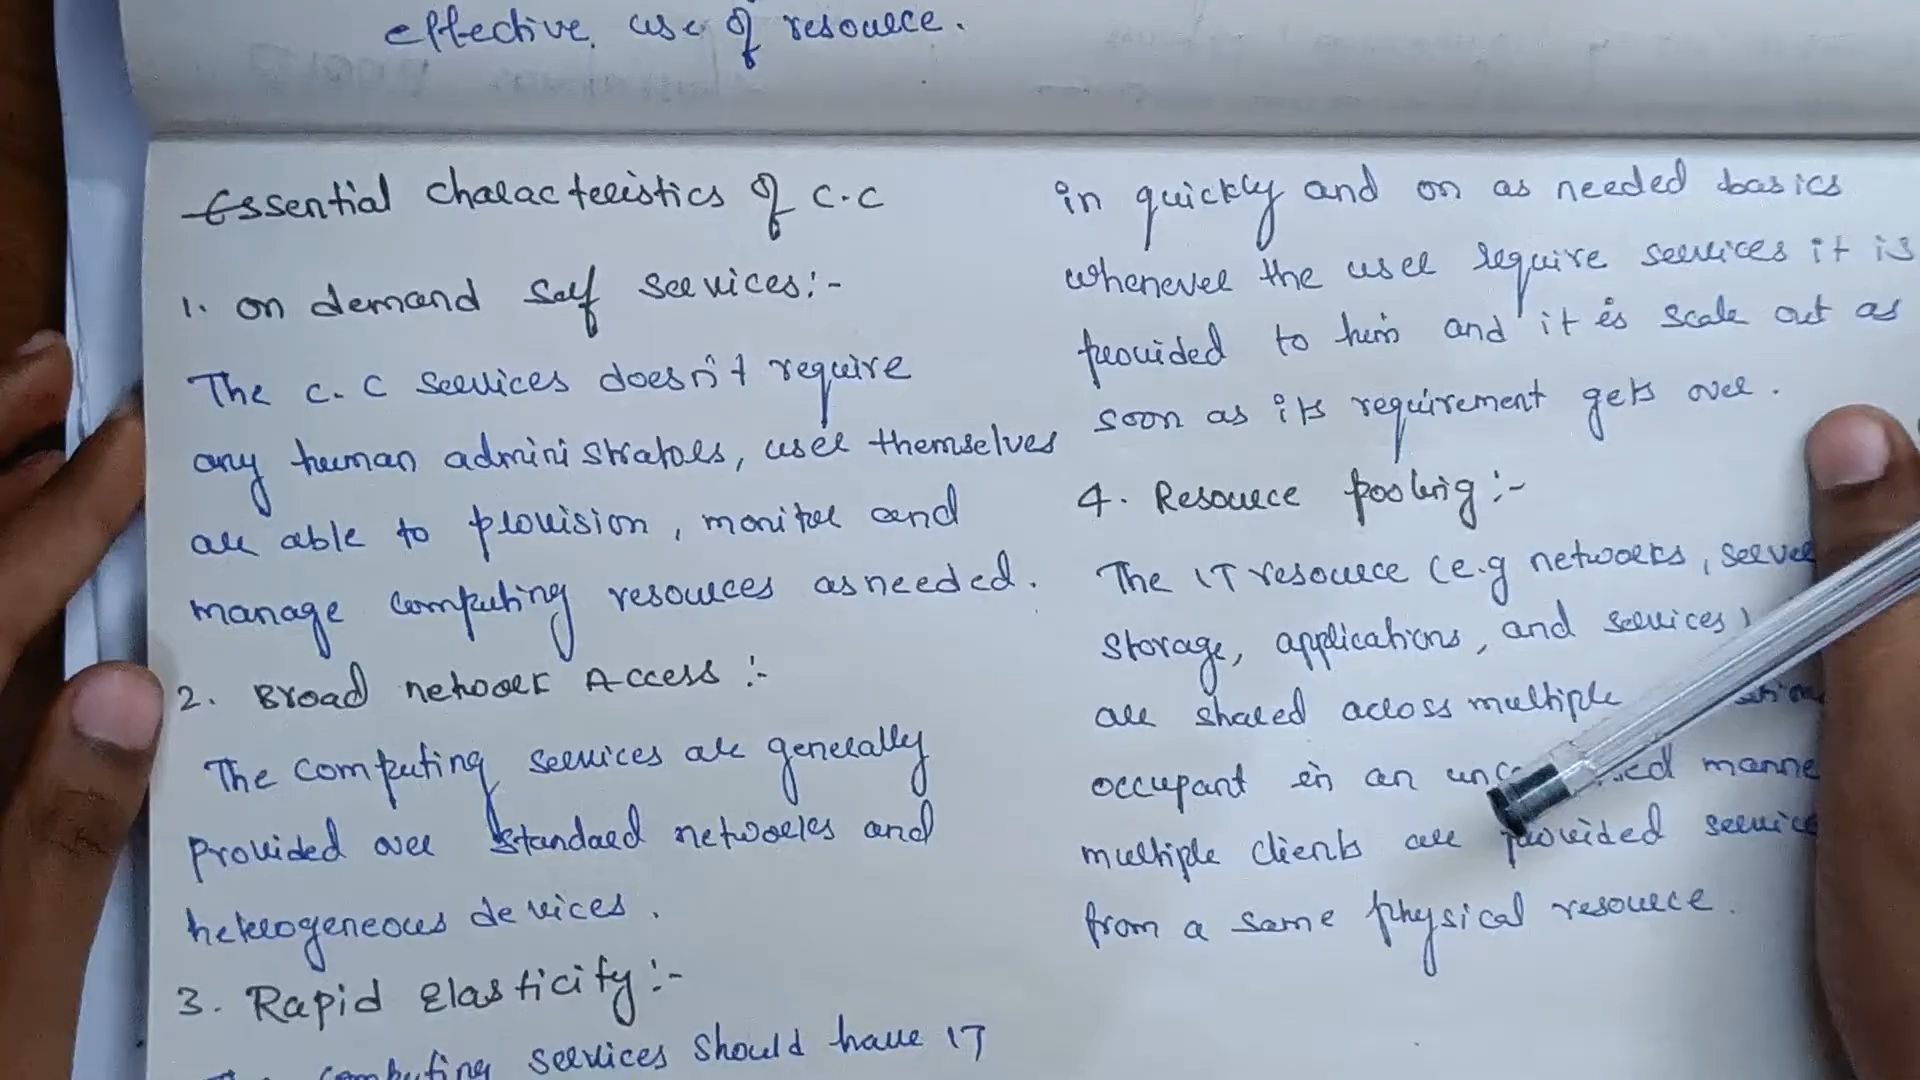 effective use of resource.
Essential characteristics of C.C
1. on demand self services:-
The C.C services doesn't require
any human administrators, user themselves
are able to provision, monitor and
manage computing resources as needed.
2. Broad network Access :-
The computing services are generally
provided over standard networks and
heterogeneous devices.
3. Rapid Elasticity:-
computing services should have IT
in quickly and on as needed basics
whenever the user require services it is
provided to him and it is scale out as
soon as its requirement gets over.
4. Resource pooling:-
The IT resource (e.g networks, server
storage, applications, and services)
are shared across multiple
occupant in an manne
multiple clients are provided service
from a same physical resource.